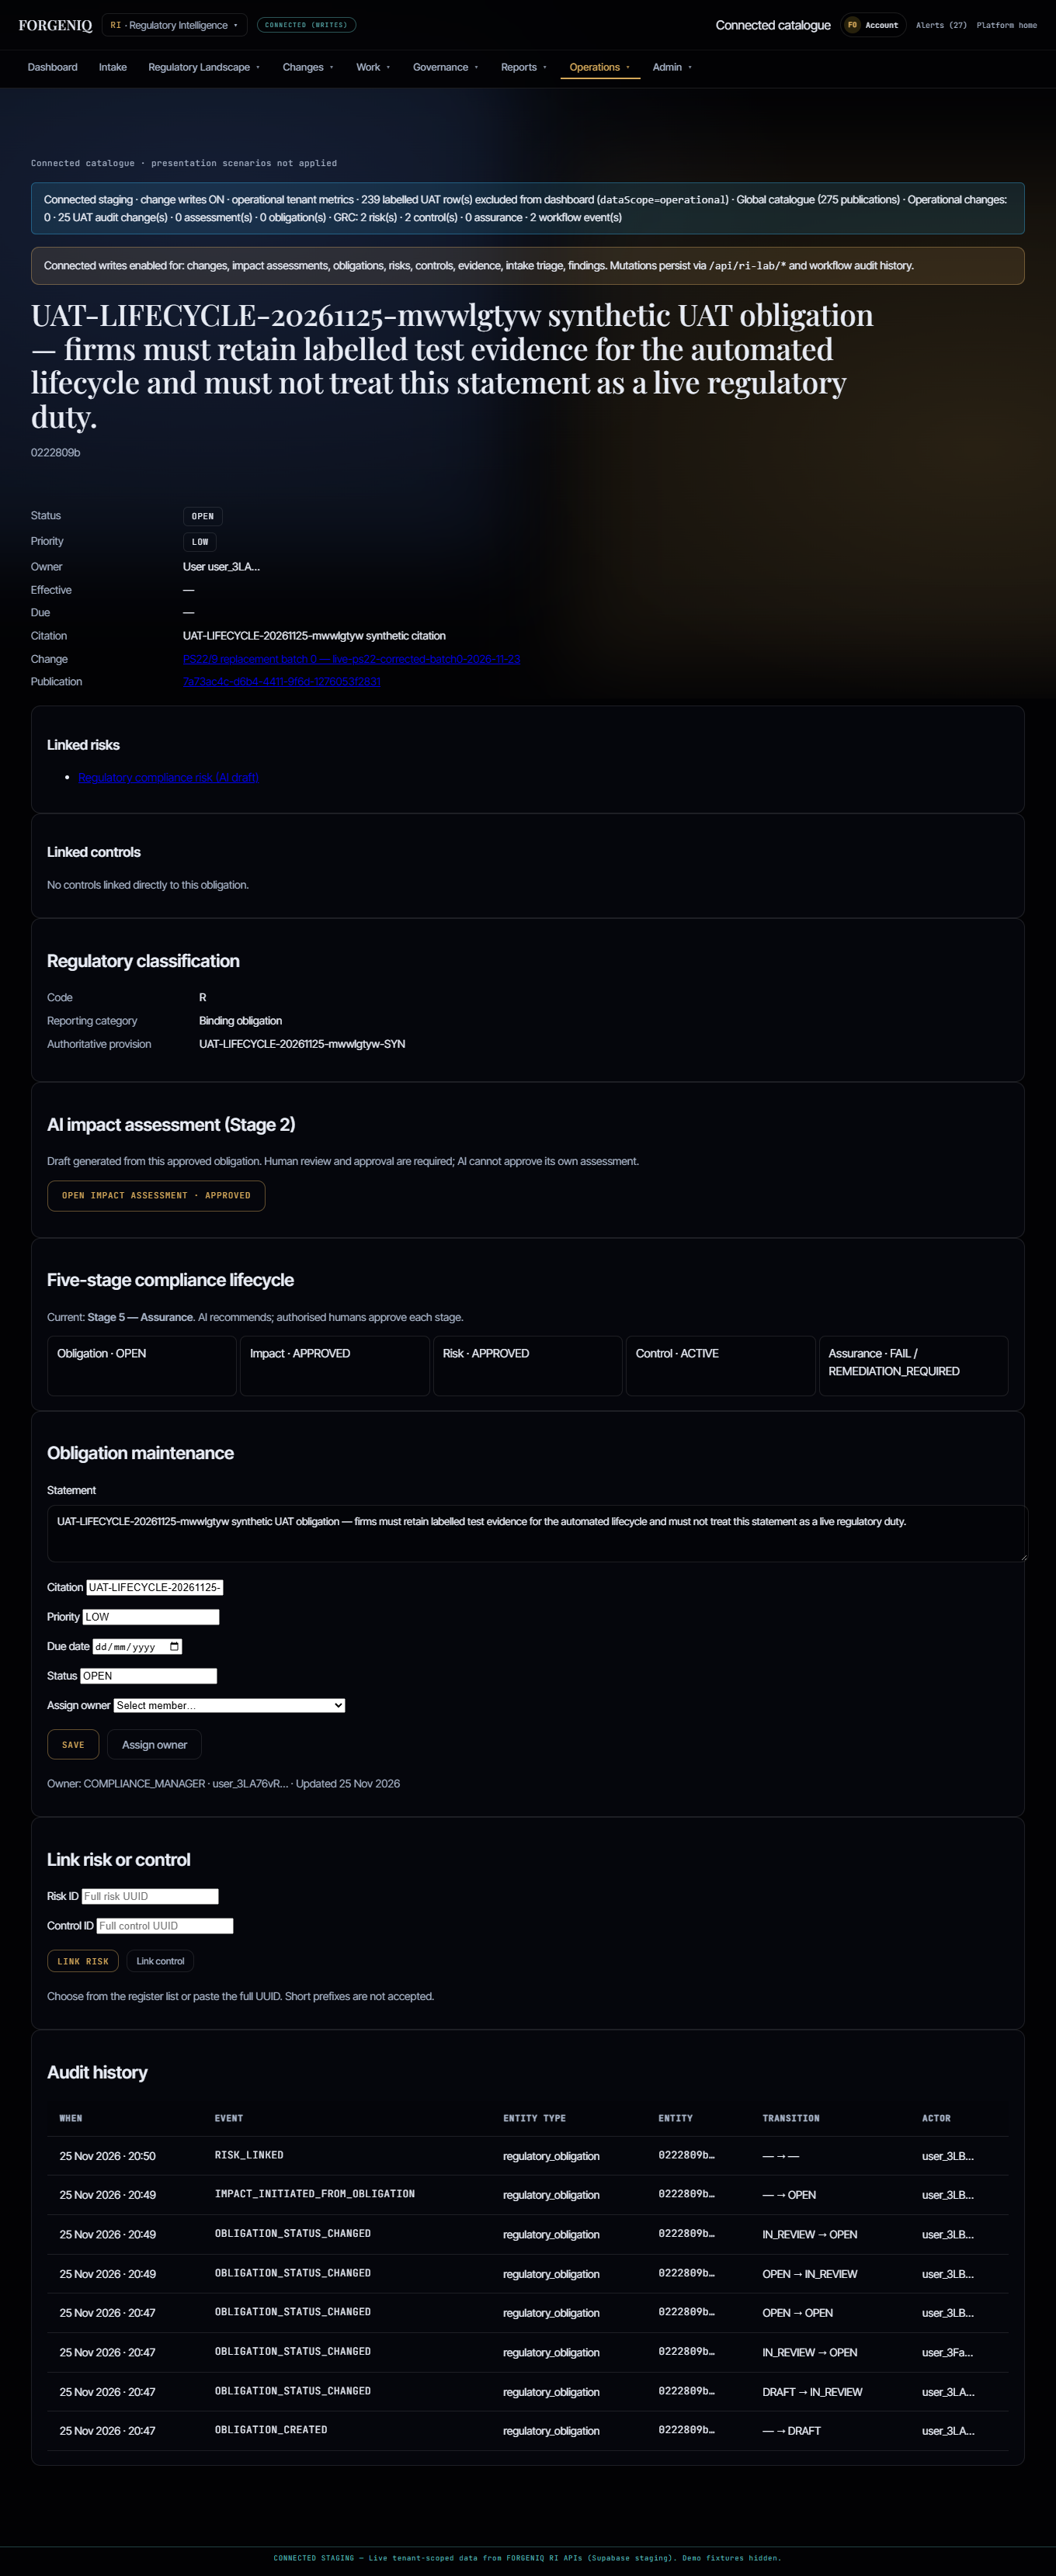 FORGENIQ
RI · Regulatory Intelligence
CONNECTED (WRITES)
Connected catalogue
FO Account
Alerts (27)
Platform home
Dashboard
Intake
Regulatory Landscape
Changes
Work
Governance
Reports
Operations
Admin
Connected catalogue · presentation scenarios not applied
Connected staging · change writes ON · operational tenant metrics · 239 labelled UAT row(s) excluded from dashboard (dataScope=operational) · Global catalogue (275 publications) · Operational changes:
0 · 25 UAT audit change(s) · 0 assessment(s) · 0 obligation(s) · GRC: 2 risk(s) · 2 control(s) · 0 assurance · 2 workflow event(s)
Connected writes enabled for: changes, impact assessments, obligations, risks, controls, evidence, intake triage, findings. Mutations persist via /api/ri-lab/* and workflow audit history.
UAT-LIFECYCLE-20261125-mwwlgtyw synthetic UAT obligation
— firms must retain labelled test evidence for the automated
lifecycle and must not treat this statement as a live regulatory
duty.
0222809b
Status OPEN
Priority LOW
Owner User user_3LA...
Effective —
Due —
Citation UAT-LIFECYCLE-20261125-mwwlgtyw synthetic citation
Change PS22/9 replacement batch 0 — live-ps22-corrected-batch0-2026-11-23
Publication
Linked risks
• Regulatory compliance risk (AI draft)
Linked controls
No controls linked directly to this obligation.
Regulatory classification
Code R
Reporting category Binding obligation
Authoritative provision UAT-LIFECYCLE-20261125-mwwlgtyw-SYN
AI impact assessment (Stage 2)
Draft generated from this approved obligation. Human review and approval are required; AI cannot approve its own assessment.
OPEN IMPACT ASSESSMENT · APPROVED
Five-stage compliance lifecycle
Current: Stage 5 — Assurance. AI recommends; authorised humans approve each stage.
Obligation · OPEN
Impact · APPROVED
Risk · APPROVED
Control · ACTIVE
Assurance · FAIL /
REMEDIATION_REQUIRED
Obligation maintenance
Statement
UAT-LIFECYCLE-20261125-mwwlgtyw synthetic UAT obligation — firms must retain labelled test evidence for the automated lifecycle and must not treat this statement as a live regulatory duty.
Citation UAT-LIFECYCLE-20261125-
Priority LOW
Due date dd/mm/yyyy
Status OPEN
Assign owner Select member...
SAVE
Assign owner
Owner: COMPLIANCE_MANAGER · user_3LA76vR... · Updated 25 Nov 2026
Link risk or control
Risk ID Full risk UUID
Control ID Full control UUID
LINK RISK
Link control
Choose from the register list or paste the full UUID. Short prefixes are not accepted.
Audit history
WHEN EVENT ENTITY TYPE ENTITY TRANSITION ACTOR
25 Nov 2026 · 20:50 RISK_LINKED regulatory_obligation 0222809b… — → — user_3LB...
25 Nov 2026 · 20:49 IMPACT_INITIATED_FROM_OBLIGATION regulatory_obligation 0222809b… — → OPEN user_3LB...
25 Nov 2026 · 20:49 OBLIGATION_STATUS_CHANGED regulatory_obligation 0222809b… IN_REVIEW → OPEN user_3LB...
25 Nov 2026 · 20:49 OBLIGATION_STATUS_CHANGED regulatory_obligation 0222809b… OPEN → IN_REVIEW user_3LB...
25 Nov 2026 · 20:47 OBLIGATION_STATUS_CHANGED regulatory_obligation 0222809b… OPEN → OPEN user_3LB...
25 Nov 2026 · 20:47 OBLIGATION_STATUS_CHANGED regulatory_obligation 0222809b… IN_REVIEW → OPEN user_3Fa...
25 Nov 2026 · 20:47 OBLIGATION_STATUS_CHANGED regulatory_obligation 0222809b… DRAFT → IN_REVIEW user_3LA...
25 Nov 2026 · 20:47 OBLIGATION_CREATED regulatory_obligation 0222809b… — → DRAFT user_3LA...
CONNECTED STAGING — Live tenant-scoped data from FORGENIQ RI APIs (Supabase staging). Demo fixtures hidden.